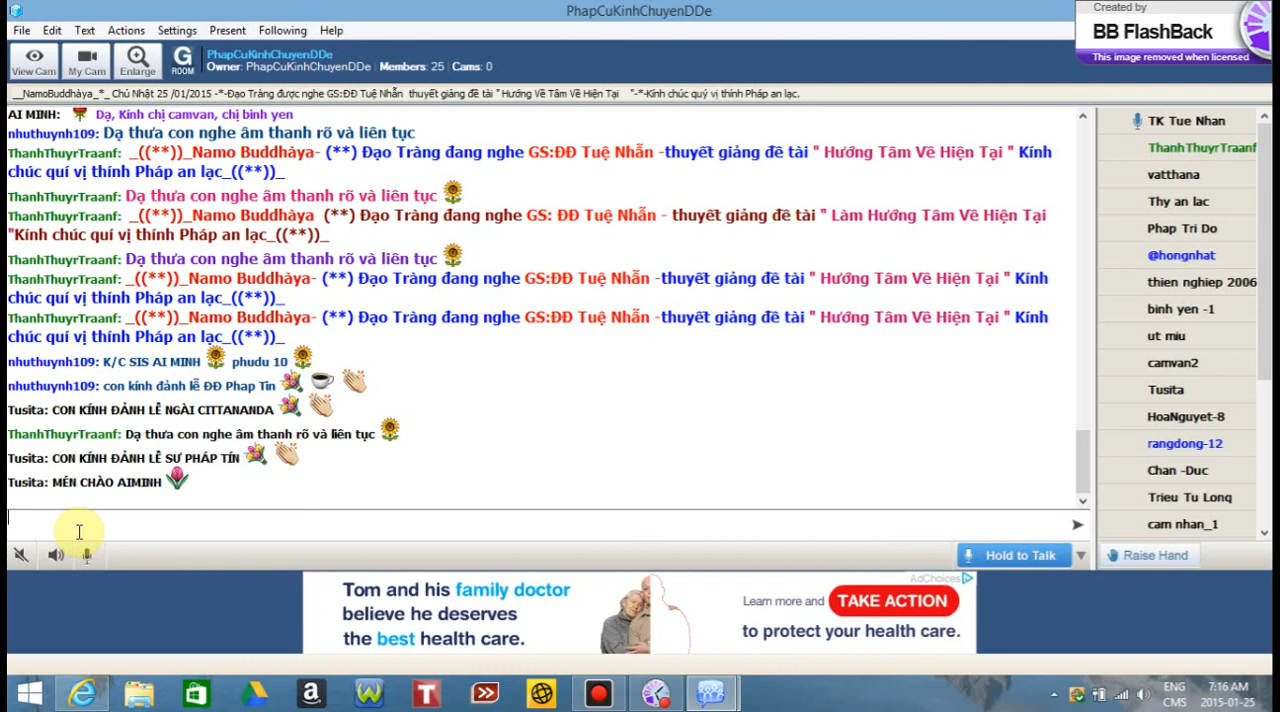 PhapCuKinhChuyenDDe
Created by
BB FlashBack
This image removed when licensed
File Edit Text Actions Settings Present Following Help
View Cam My Cam Enlarge G ROOM
PhapCuKinhChuyenDDe
Owner: PhapCuKinhChuyenDDe Members: 25 Cams: 0
__NamoBuddhàya_*_ Chủ Nhật 25 /01/2015 -*-Đạo Tràng được nghe GS:ĐĐ Tuệ Nhẫn thuyết giảng đề tài " Hướng Về Tâm Về Hiện Tại "-*-Kính chúc quý vị thính Pháp an lạc.
AI MINH: Dạ, Kính chị camvan, chị binh yen
nhuthuynh109: Dạ thưa con nghe âm thanh rõ và liên tục
ThanhThuyrTraanf: _((**))_Namo Buddhàya- (**) Đạo Tràng đang nghe GS:ĐĐ Tuệ Nhẫn -thuyết giảng đề tài " Hướng Tâm Về Hiện Tại " Kính
chúc quí vị thính Pháp an lạc_((**))_
ThanhThuyrTraanf: Dạ thưa con nghe âm thanh rõ và liên tục
ThanhThuyrTraanf: _((**))_Namo Buddhàya (**) Đạo Tràng đang nghe GS: ĐĐ Tuệ Nhẫn - thuyết giảng đề tài " Làm Hướng Tâm Về Hiện Tại
"Kính chúc quí vị thính Pháp an lạc_((**))_
ThanhThuyrTraanf: Dạ thưa con nghe âm thanh rõ và liên tục
ThanhThuyrTraanf: _((**))_Namo Buddhàya- (**) Đạo Tràng đang nghe GS:ĐĐ Tuệ Nhẫn -thuyết giảng đề tài " Hướng Tâm Về Hiện Tại " Kính
chúc quí vị thính Pháp an lạc_((**))_
ThanhThuyrTraanf: _((**))_Namo Buddhàya- (**) Đạo Tràng đang nghe GS:ĐĐ Tuệ Nhẫn -thuyết giảng đề tài " Hướng Tâm Về Hiện Tại " Kính
chúc quí vị thính Pháp an lạc_((**))_
nhuthuynh109: K/C SIS AI MINH phudu 10
nhuthuynh109: con kính đảnh lễ ĐĐ Phap Tin
Tusita: CON KÍNH ĐẢNH LỄ NGÀI CITTANANDA
ThanhThuyrTraanf: Dạ thưa con nghe âm thanh rõ và liên tục
Tusita: CON KÍNH ĐẢNH LỄ SƯ PHÁP TÍN
Tusita: MÉN CHÀO AIMINH
TK Tue Nhan
ThanhThuyrTraanf
vatthana
Thy an lac
Phap Tri Do
@hongnhat
thien nghiep 2006
binh yen -1
ut miu
camvan2
Tusita
HoaNguyet-8
rangdong-12
Chan -Duc
Trieu Tu Long
cam nhan_1
Hold to Talk
Raise Hand
Tom and his family doctor
believe he deserves
the best health care.
AdChoices
Learn more and TAKE ACTION
to protect your health care.
ENG
CMS
7:16 AM
2015-01-25